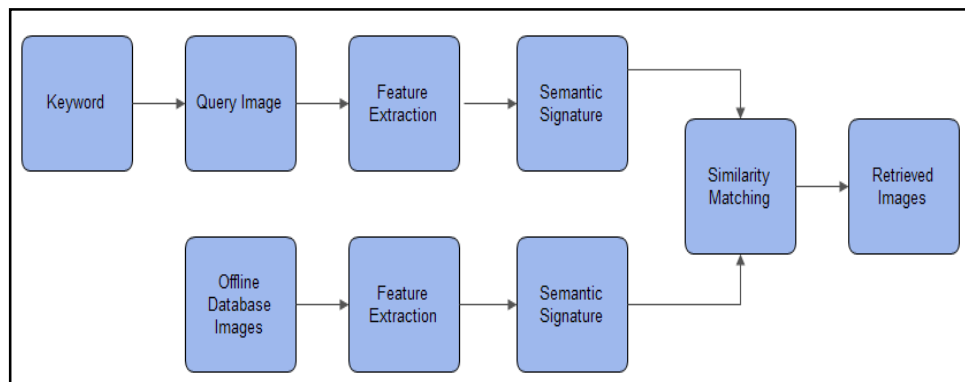 Keyword
Query Image
Feature
Extraction
Semantic
Signature
Similarity
Matching
Retrieved
Images
Offline
Database
Images
Feature
Extraction
Semantic
Signature